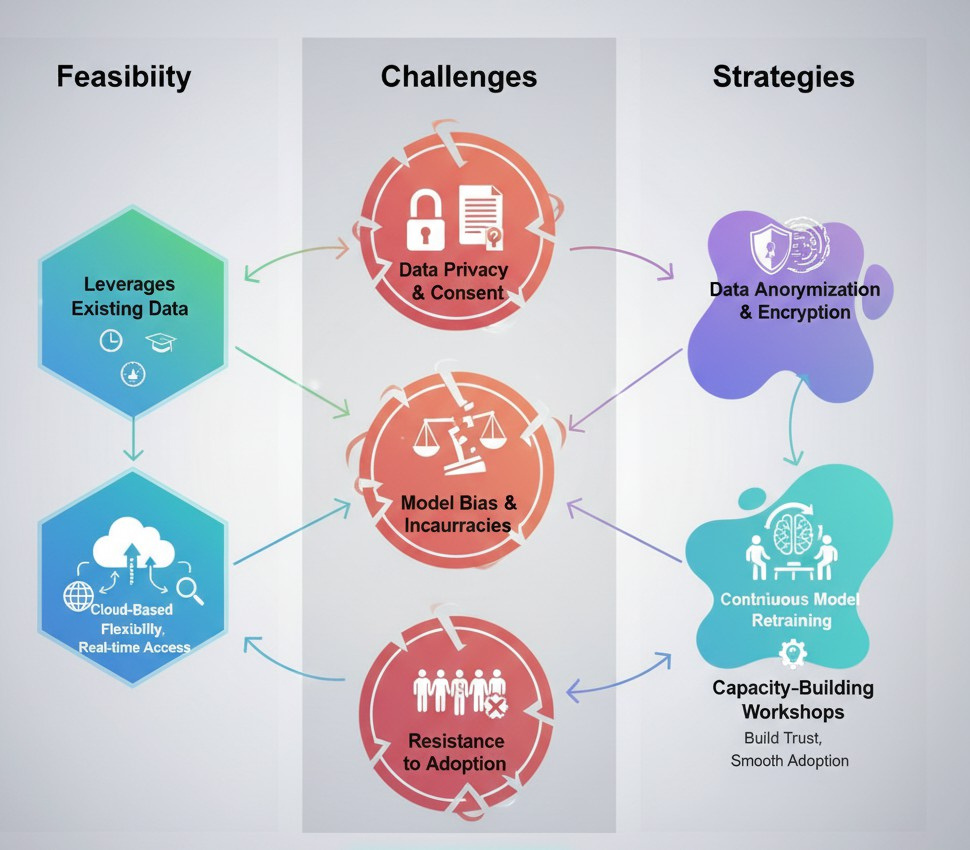 Feasibiity
Challenges
Strategies
Leverages
Existing Data
Cloud-Based
Flexibllly,
Real-time Access
Data Privacy
& Consent
Model Bias &
Incaurracies
Resistance
to Adoption
Data Anorymization
& Encryption
Contniuous Model
Retraining
Capacity-Building
Workshops
Build Trust,
Smooth Adoption